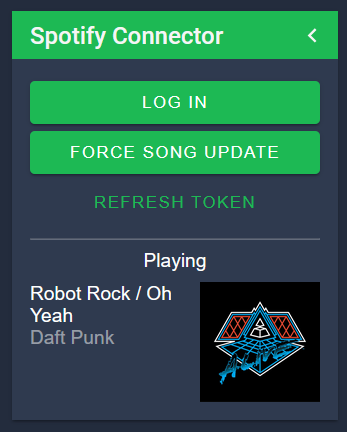 Spotify Connector
LOG IN
FORCE SONG UPDATE
REFRESH TOKEN
Playing
Robot Rock / Oh
Yeah
Daft Punk